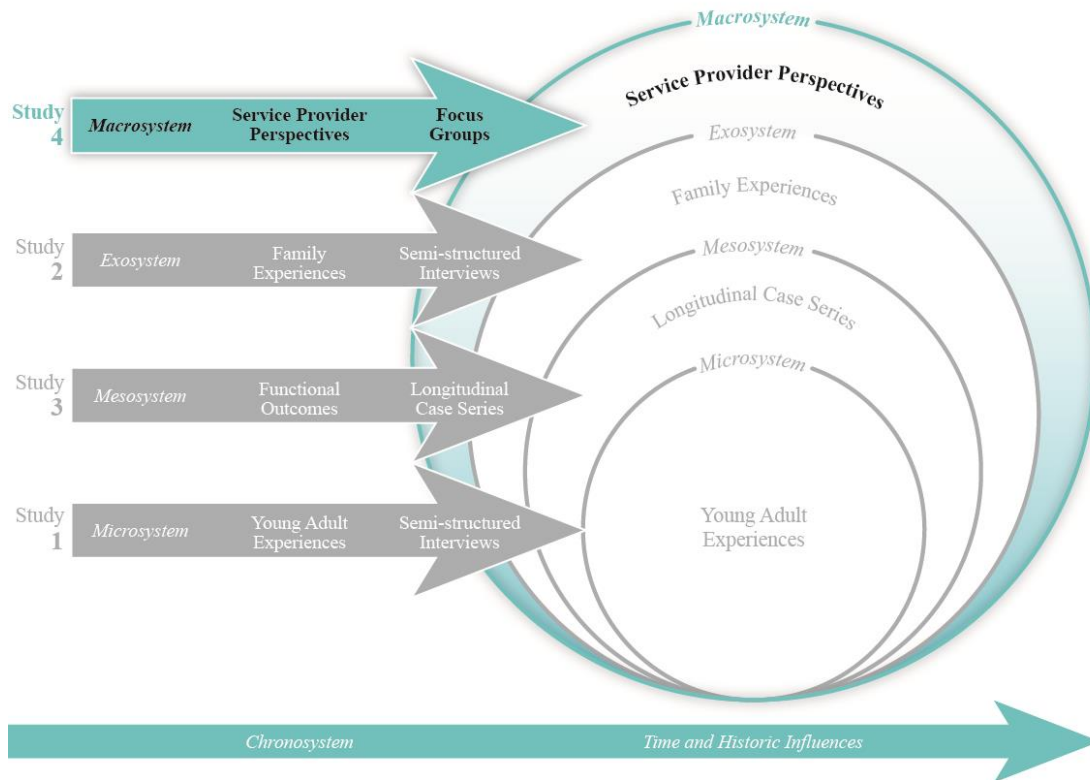 Macrosystem
Service Provider Perspectives
Study
4
Macrosystem
Service Provider
Perspectives
Focus
Groups
Exosystem
Family Experiences
Study
2
Exosystem
Family
Experiences
Semi-structured
Interviews
Mesosystem
Longitudinal Case Series
Study
3
Mesosystem
Functional
Outcomes
Longitudinal
Case Series
Microsystem
Study
1
Microsystem
Young Adult
Experiences
Semi-structured
Interviews
Young Adult
Experiences
Chronosystem
Time and Historic Influences